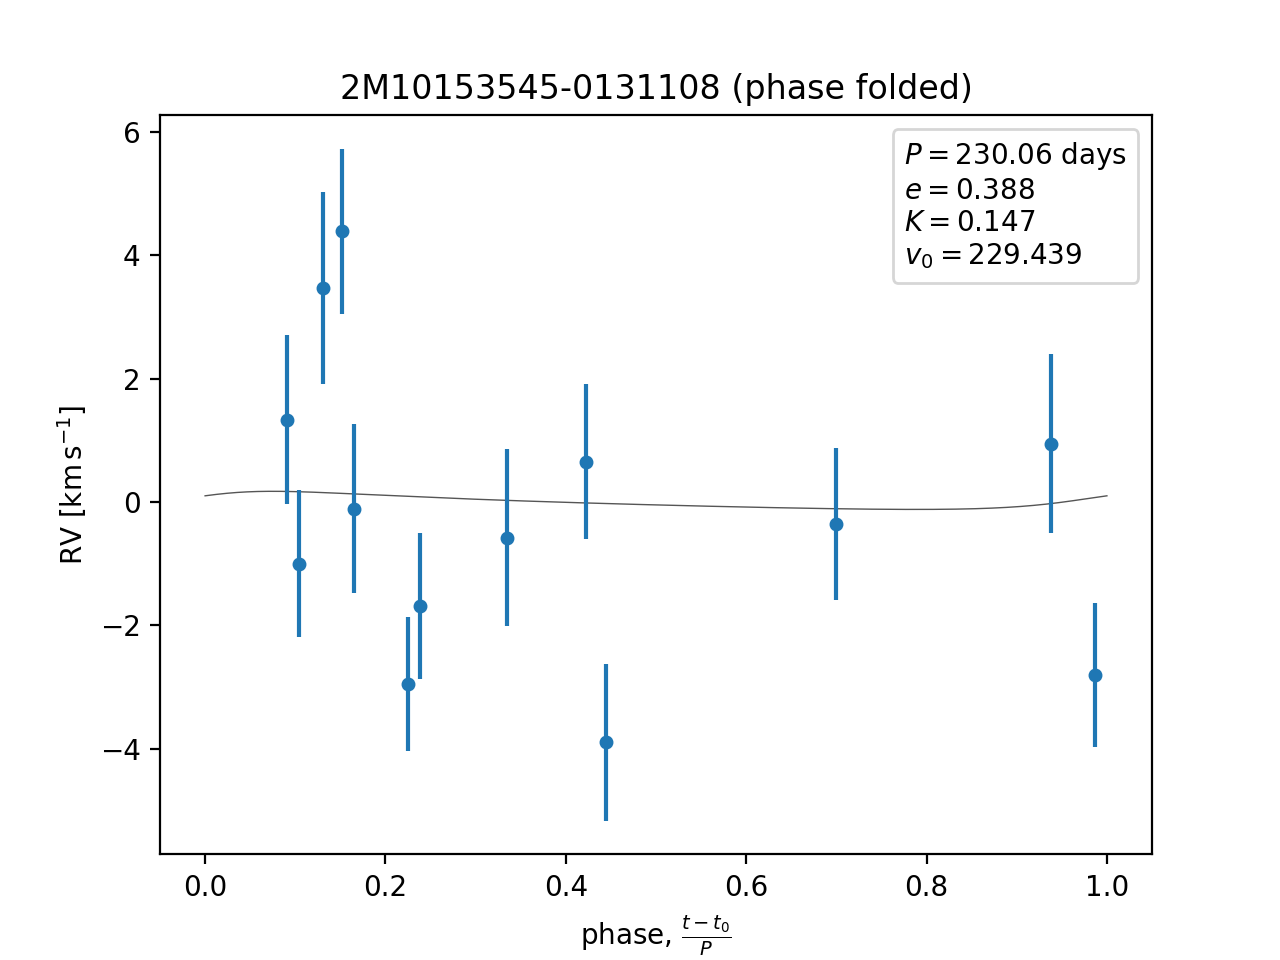 2M10153545-0131108 (phase folded)
P = 230.06 days
e = 0.388
K = 0.147
v₀ = 229.439
RV [km s⁻¹]
6
4
2
0
−2
−4
0.0 0.2 0.4 0.6 0.8 1.0
phase, (t − t₀)/P